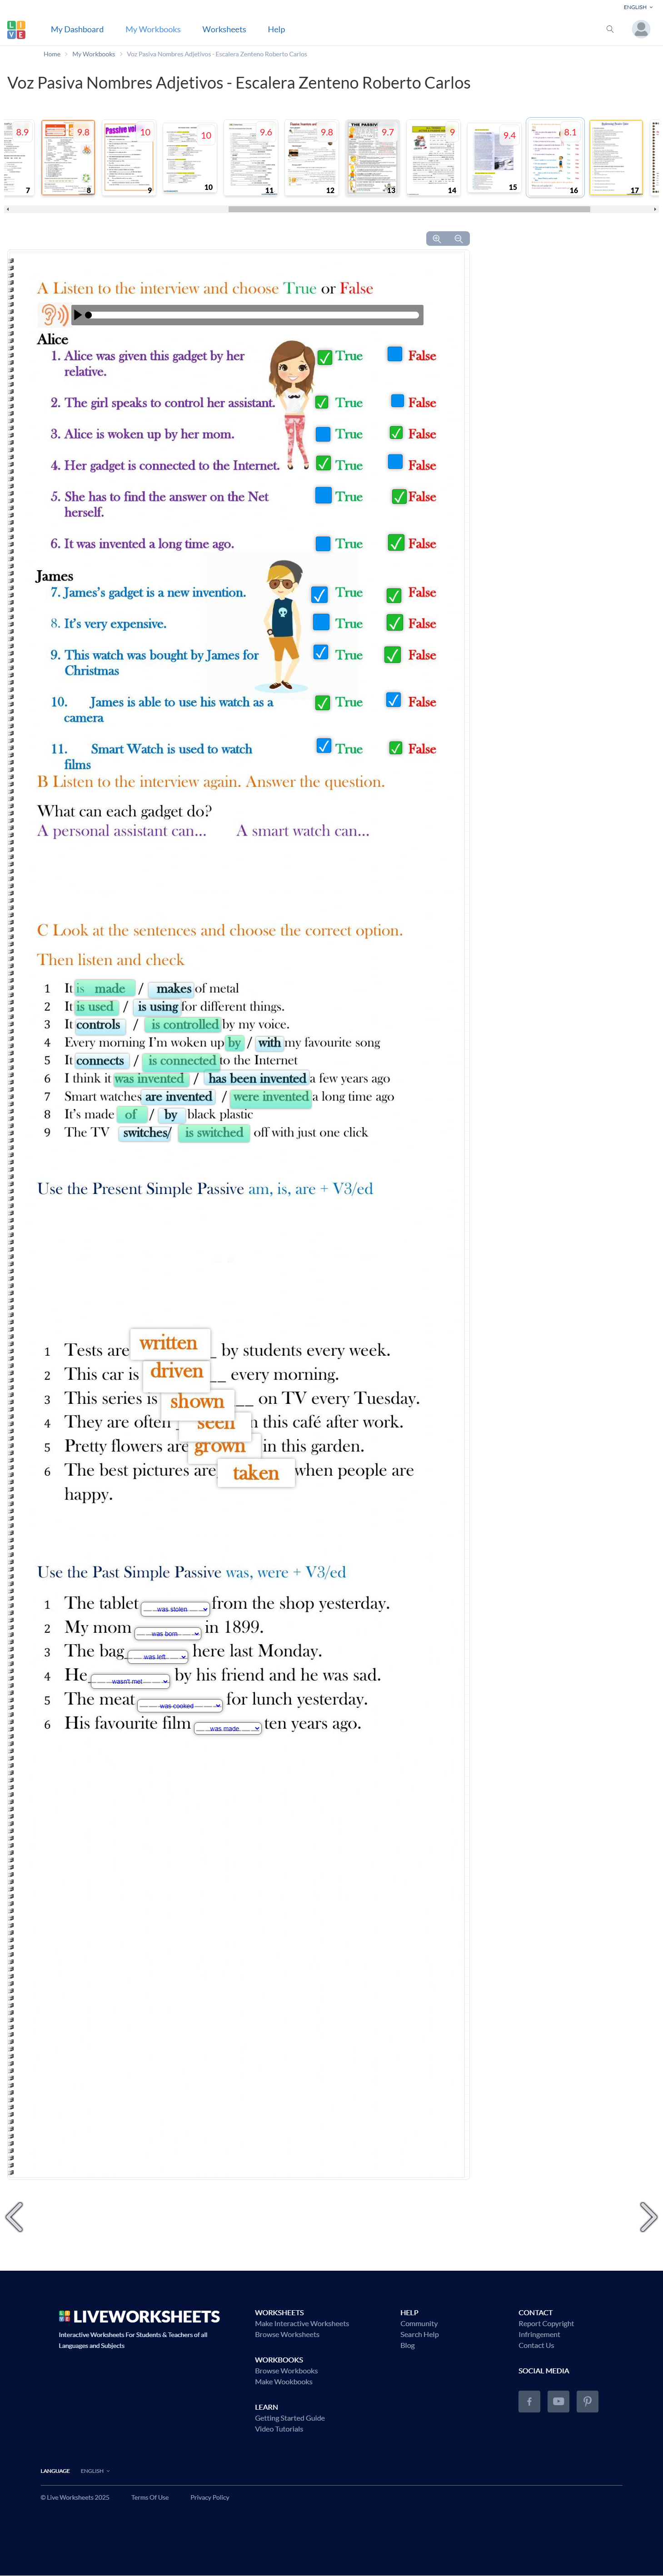 ENGLISH
LIVE
My Dashboard My Workbooks Worksheets Help
Home > My Workbooks > Voz Pasiva Nombres Adjetivos - Escalera Zenteno Roberto Carlos
Voz Pasiva Nombres Adjetivos - Escalera Zenteno Roberto Carlos
8.9 9.8 10 10 9.6 9.8 9.7 9 9.4 8.1
Passive voi
THE PASSIV
7 8 9 10 11 12 13 14 15 16 17
A Listen to the interview and choose True or False
Alice
1. Alice was given this gadget by her True False
relative.
2. The girl speaks to control her assistant. True False
3. Alice is woken up by her mom. True False
4. Her gadget is connected to the Internet. True False
5. She has to find the answer on the Net True False
herself.
6. It was invented a long time ago. True False
James
7. James's gadget is a new invention. True False
8. It's very expensive. True False
9. This watch was bought by James for True False
Christmas
10. James is able to use his watch as a True False
camera
11. Smart Watch is used to watch True False
films
B Listen to the interview again. Answer the question.
What can each gadget do?
A personal assistant can... A smart watch can...
C Look at the sentences and choose the correct option.
Then listen and check
1 It is made / makes of metal
2 It is used / is using for different things.
3 It controls / is controlled by my voice.
4 Every morning I'm woken up by / with my favourite song
5 It connects / is connected to the Internet
6 I think it was invented / has been invented a few years ago
7 Smart watches are invented / were invented a long time ago
8 It's made of / by black plastic
9 The TV switches/ is switched off with just one click
Use the Present Simple Passive am, is, are + V3/ed
1 Tests are written _ by students every week.
2 This car is driven __ every morning.
3 This series is shown __ on TV every Tuesday.
4 They are often _ seen n this café after work.
5 Pretty flowers are grown in this garden.
6 The best pictures are taken when people are
happy.
Use the Past Simple Passive was, were + V3/ed
1 The tablet was stolen from the shop yesterday.
2 My mom was born in 1899.
3 The bag was left here last Monday.
4 He wasn't met by his friend and he was sad.
5 The meat was cooked for lunch yesterday.
6 His favourite film was made ten years ago.
LIVEWORKSHEETS
Interactive Worksheets For Students & Teachers of all
Languages and Subjects
WORKSHEETS
Make Interactive Worksheets
Browse Worksheets
WORKBOOKS
Browse Workbooks
Make Wookbooks
LEARN
Getting Started Guide
Video Tutorials
HELP
Community
Search Help
Blog
CONTACT
Report Copyright
Infringement
Contact Us
SOCIAL MEDIA
LANGUAGE ENGLISH
© Live Worksheets 2025 Terms Of Use Privacy Policy